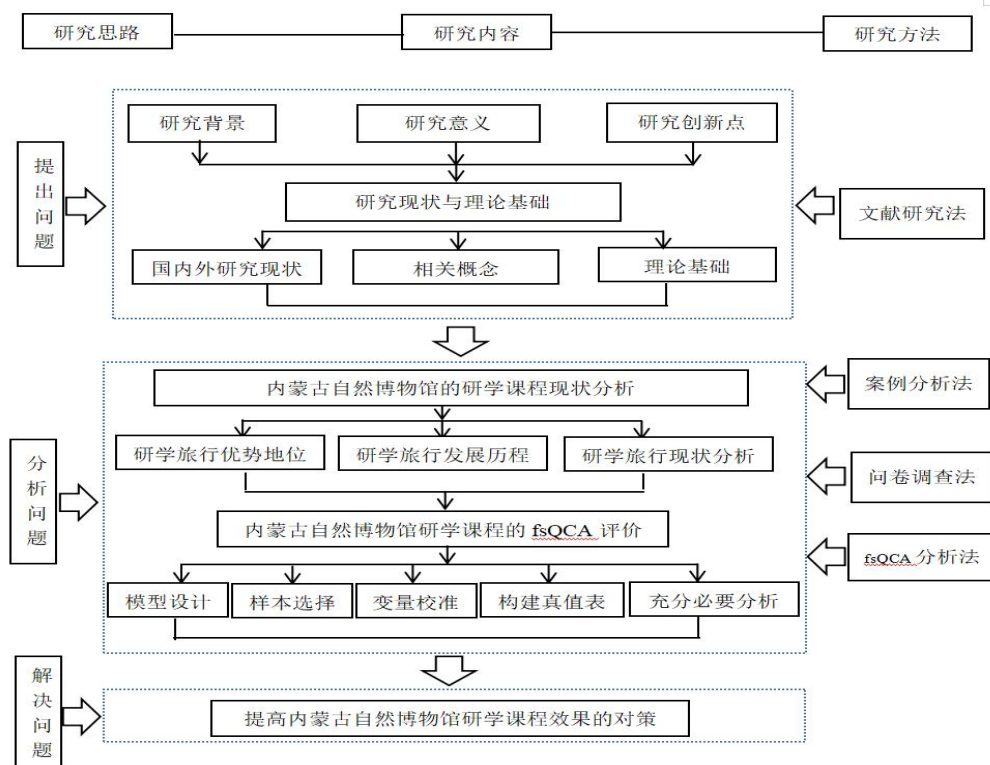 研究思路
研究内容
研究方法
研究背景
研究意义
研究创新点
提出问题
研究现状与理论基础
文献研究法
国内外研究现状
相关概念
理论基础
内蒙古自然博物馆的研学课程现状分析
案例分析法
研学旅行优势地位
研学旅行发展历程
研学旅行现状分析
分析问题
问卷调查法
内蒙古自然博物馆研学课程的 fsQCA 评价
fsQCA 分析法
模型设计
样本选择
变量校准
构建真值表
充分必要分析
解决问题
提高内蒙古自然博物馆研学课程效果的对策